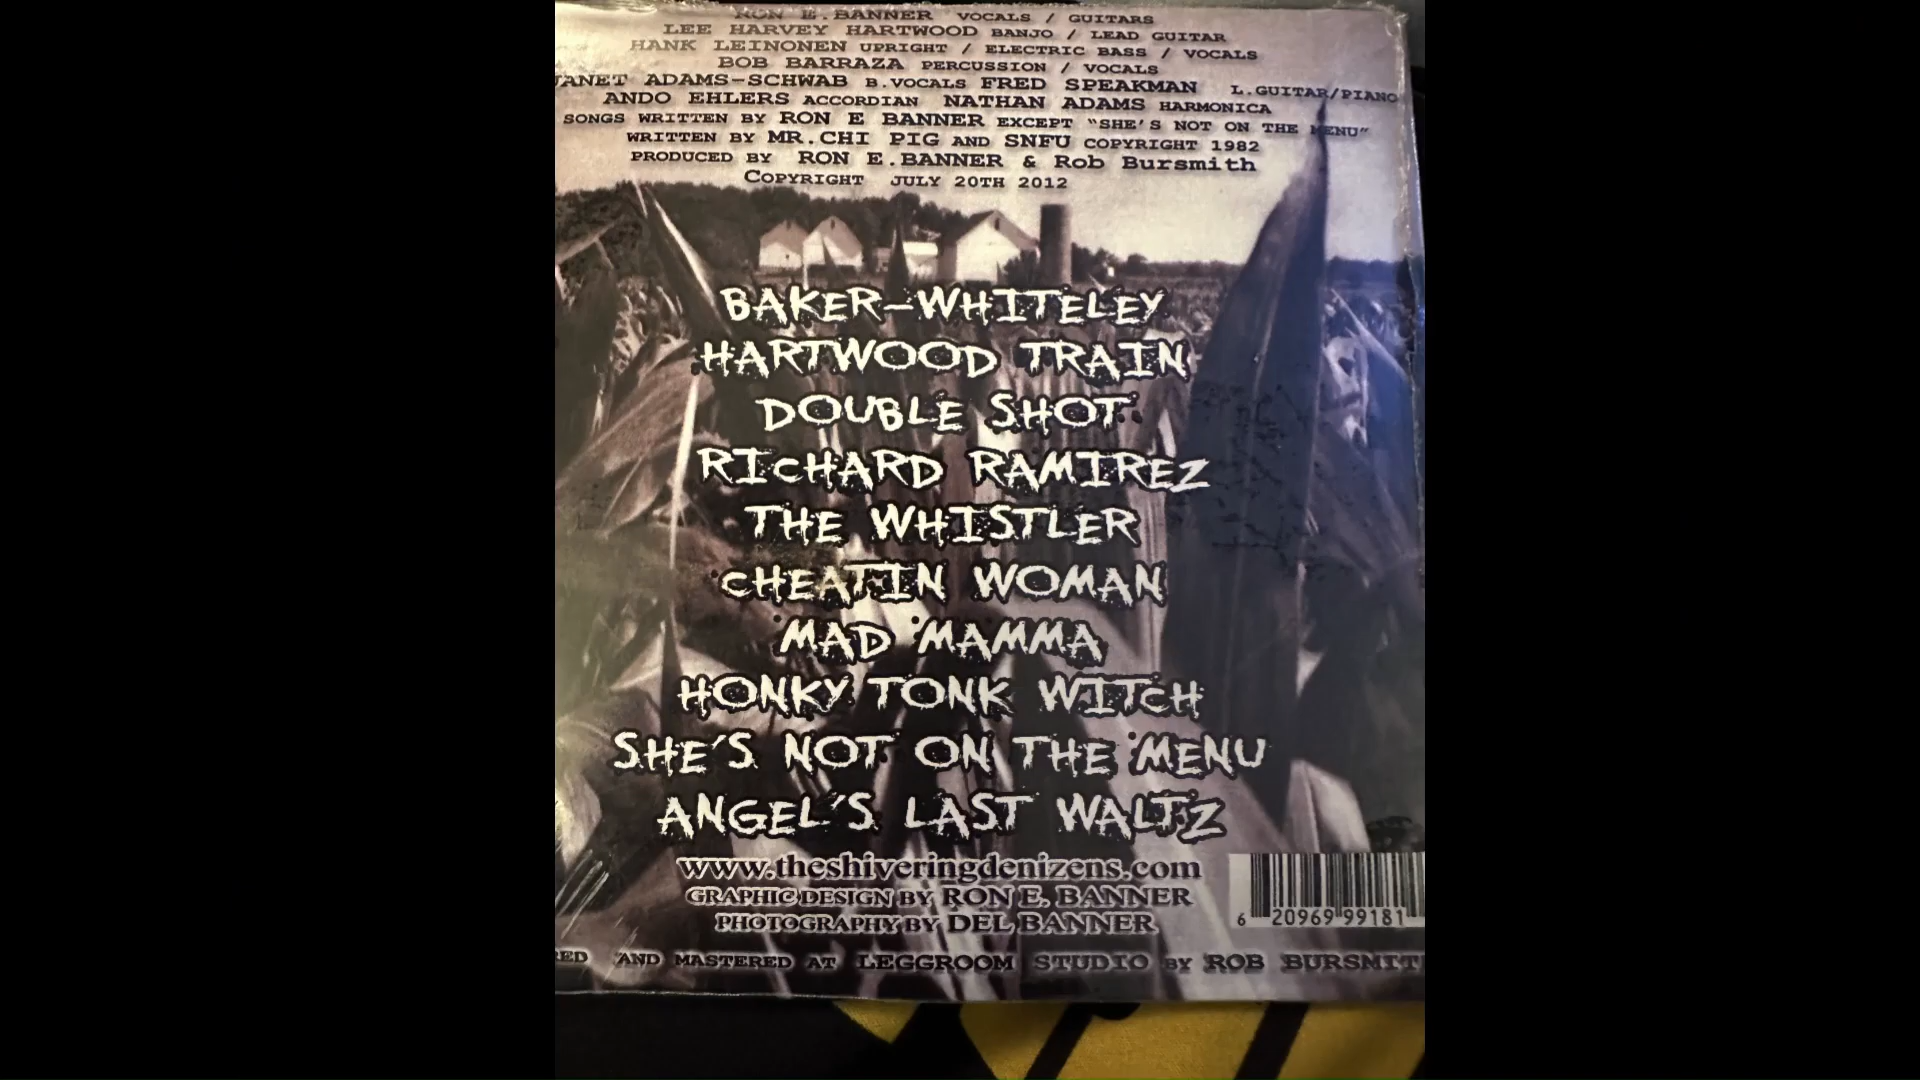 RON E.BANNER VOCALS / GUITARS
LEE HARVEY HARTWOOD BANJO / LEAD GUITAR
HANK LEINONEN UPRIGHT / ELECTRIC BASS / VOCALS
BOB BARRAZA PERCUSSION / VOCALS
JANET ADAMS-SCHWAB B.VOCALS FRED SPEAKMAN L.GUITAR/PIANO
ANDO EHLERS ACCORDIAN NATHAN ADAMS HARMONICA
SONGS WRITTEN BY RON E BANNER EXCEPT "SHE'S NOT ON THE MENU"
WRITTEN BY MR.CHI PIG AND SNFU COPYRIGHT 1982
PRODUCED BY RON E.BANNER & Rob Bursmith
COPYRIGHT JULY 20TH 2012
BAKER-WHITELEY
HARTWOOD TRAIN
DOUBLE SHOT
RICHARD RAMIREZ
THE WHISTLER
CHEATIN WOMAN
MAD MAMMA
HONKY TONK WITCH
SHE'S NOT ON THE MENU
ANGEL'S LAST WALTZ
www.theshiveringdenizens.com
GRAPHIC DESIGN BY RON E. BANNER
PHOTOGRAPHY BY DEL BANNER
6 20969 99181
RED AND MASTERED AT LEGGROOM STUDIO BY ROB BURSMIT